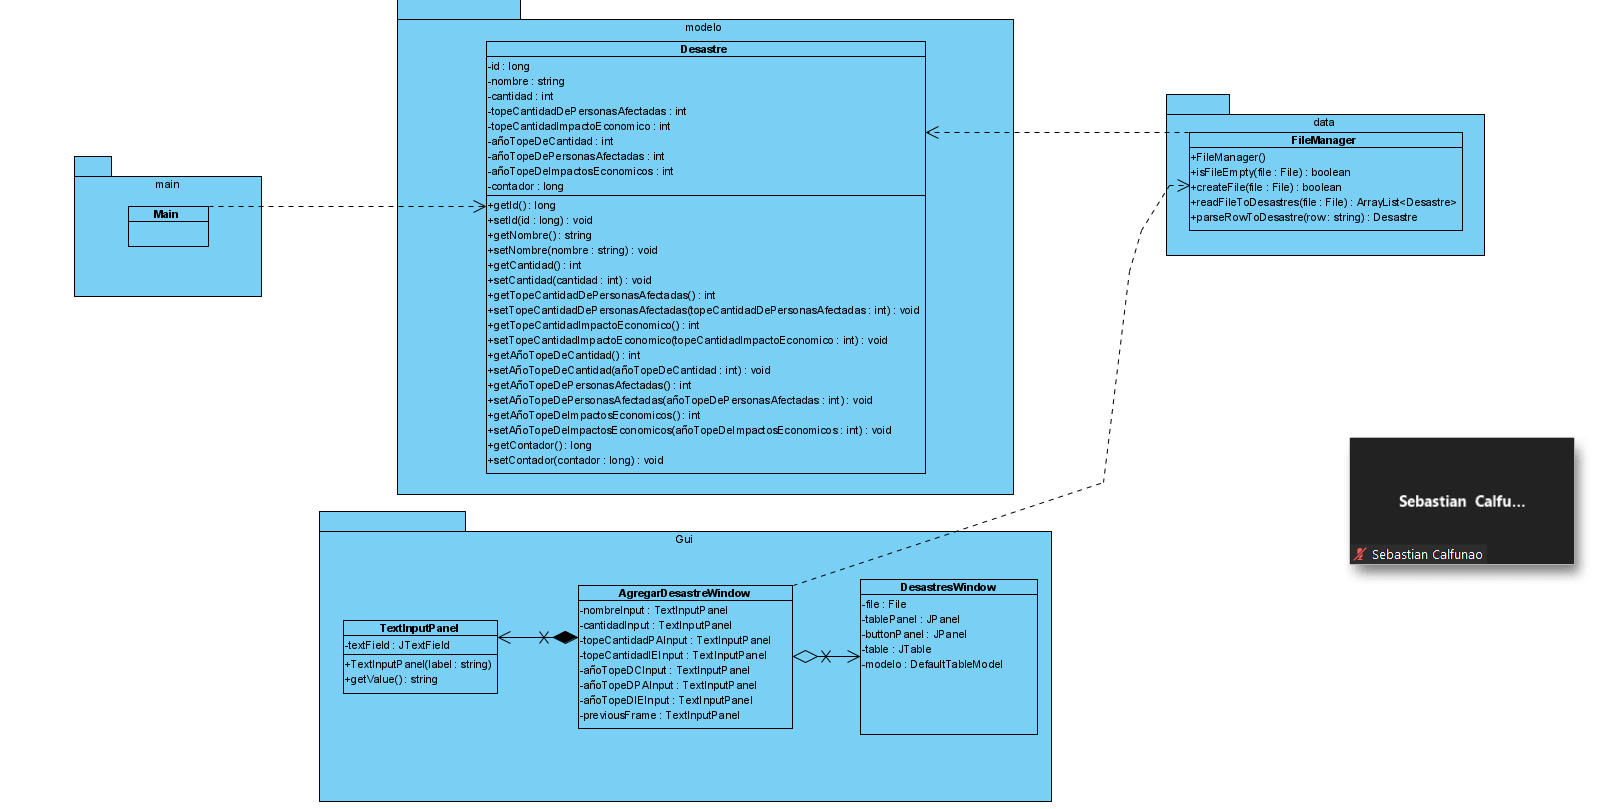 modelo
Desastre
-id : long
-nombre : string
-cantidad : int
-topeCantidadDePersonasAfectadas : int
-topeCantidadImpactoEconomico : int
-añoTopeDeCantidad : int
-añoTopeDePersonasAfectadas : int
-añoTopeDeImpactosEconomicos : int
-contador : long
+getId() : long
+setId(id : long) : void
+getNombre() : string
+setNombre(nombre : string) : void
+getCantidad() : int
+setCantidad(cantidad : int) : void
+getTopeCantidadDePersonasAfectadas() : int
+setTopeCantidadDePersonasAfectadas(topeCantidadDePersonasAfectadas : int) : void
+getTopeCantidadImpactoEconomico() : int
+setTopeCantidadImpactoEconomico(topeCantidadImpactoEconomico : int) : void
+getAñoTopeDeCantidad() : int
+setAñoTopeDeCantidad(añoTopeDeCantidad : int) : void
+getAñoTopeDePersonasAfectadas() : int
+setAñoTopeDePersonasAfectadas(añoTopeDePersonasAfectadas : int) : void
+getAñoTopeDeImpactosEconomicos() : int
+setAñoTopeDeImpactosEconomicos(añoTopeDeImpactosEconomicos : int) : void
+getContador() : long
+setContador(contador : long) : void
main
Main
data
FileManager
+FileManager()
+isFileEmpty(file : File) : boolean
+createFile(file : File) : boolean
+readFileToDesastres(file : File) : ArrayList<Desastre>
+parseRowToDesastre(row : string) : Desastre
Gui
TextInputPanel
-textField : JTextField
+TextInputPanel(label : string)
+getValue() : string
AgregarDesastreWindow
-nombreInput : TextInputPanel
-cantidadInput : TextInputPanel
-topeCantidadPAInput : TextInputPanel
-topeCantidadIEInput : TextInputPanel
-añoTopeDCInput : TextInputPanel
-añoTopeDPAInput : TextInputPanel
-añoTopeDIEInput : TextInputPanel
-previousFrame : TextInputPanel
DesastresWindow
-file : File
-tablePanel : JPanel
-buttonPanel : JPanel
-table : JTable
-modelo : DefaultTableModel
Sebastian Calfu...
Sebastian Calfunao